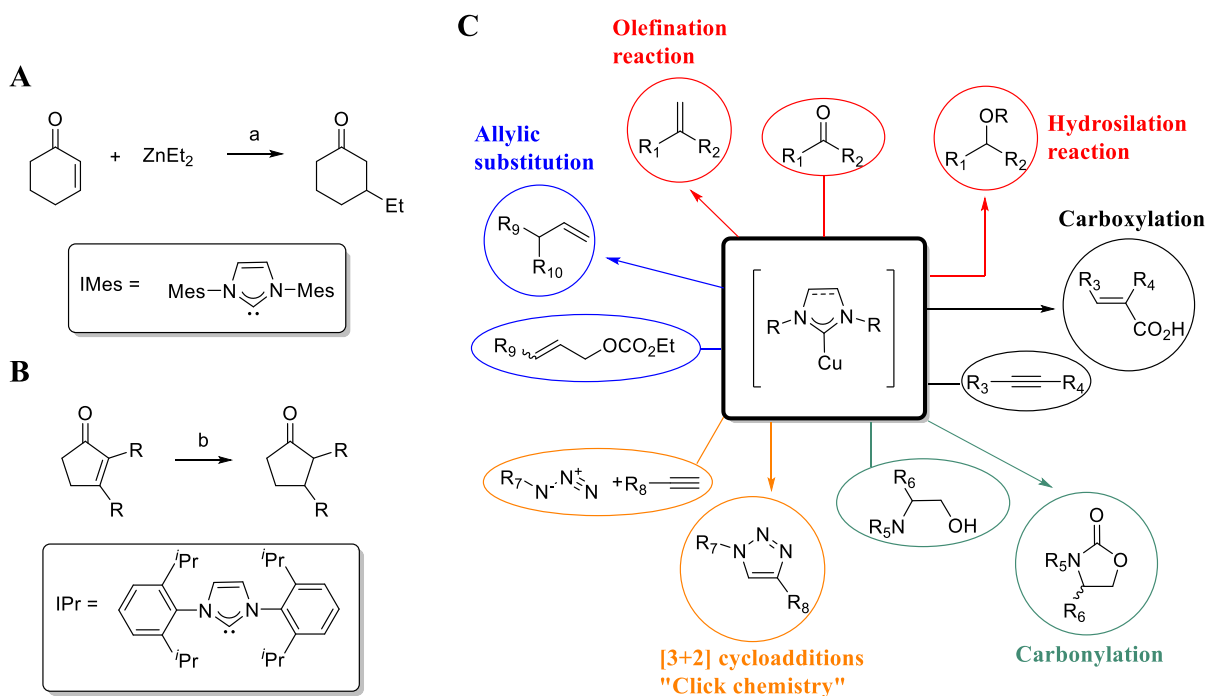 A
O
+ ZnEt2
a
O
Et
IMes =
Mes
N
N
Mes
B
O
R
R
b
O
R
R
IPr =
iPr
iPr
N
N
iPr
iPr
C
Olefination
reaction
R1
R2
O
R1
R2
OR
R1
R2
Hydrosilation
reaction
Allylic
substitution
R9
R10
Carboxylation
R3
R4
CO2H
R9
OCOCO2Et
R
N
N
R
Cu
R3
R4
R7
N-
N+
N
+R8
R6
R5
N
OH
R7
N
N
N
R8
O
R5
N
O
R6
[3+2] cycloadditions
"Click chemistry"
Carbonylation